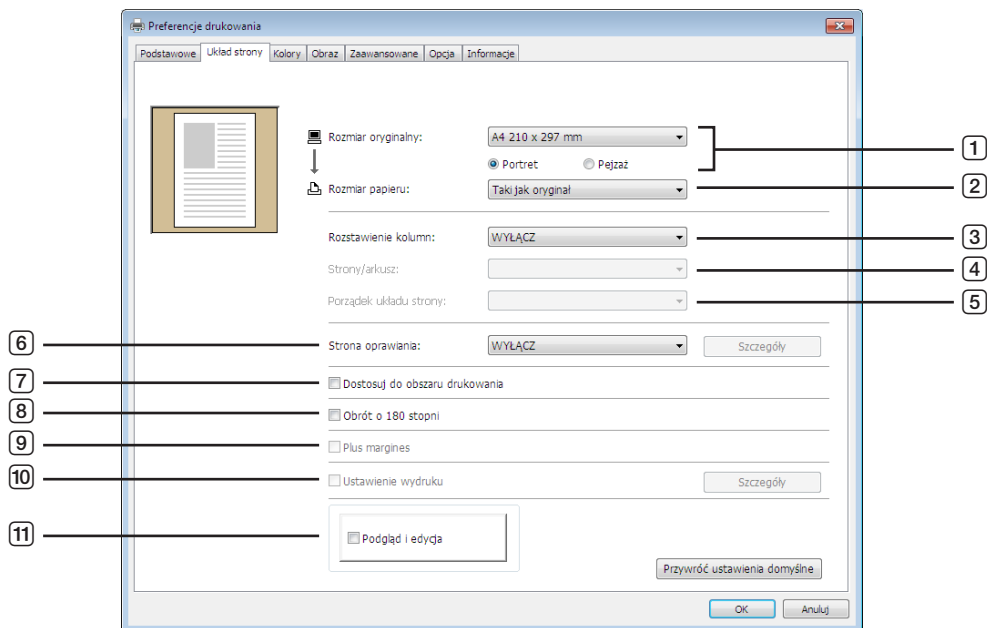 Preferencje drukowania
Podstawowe Układ strony Kolory Obraz Zaawansowane Opcja Informacje
Rozmiar oryginalny: A4 210 x 297 mm 1
Portret Pejzaż
Rozmiar papieru: Taki jak oryginał 2
Rozstawienie kolumn: WYŁĄCZ 3
Strony/arkusz: 4
Porządek układu strony: 5
6 Strona oprawiania: WYŁĄCZ Szczegóły
7 Dostosuj do obszaru drukowania
8 Obrót o 180 stopni
9 Plus margines
10 Ustawienie wydruku Szczegóły
11 Podgląd i edycja
Przywróć ustawienia domyślne
OK Anuluj